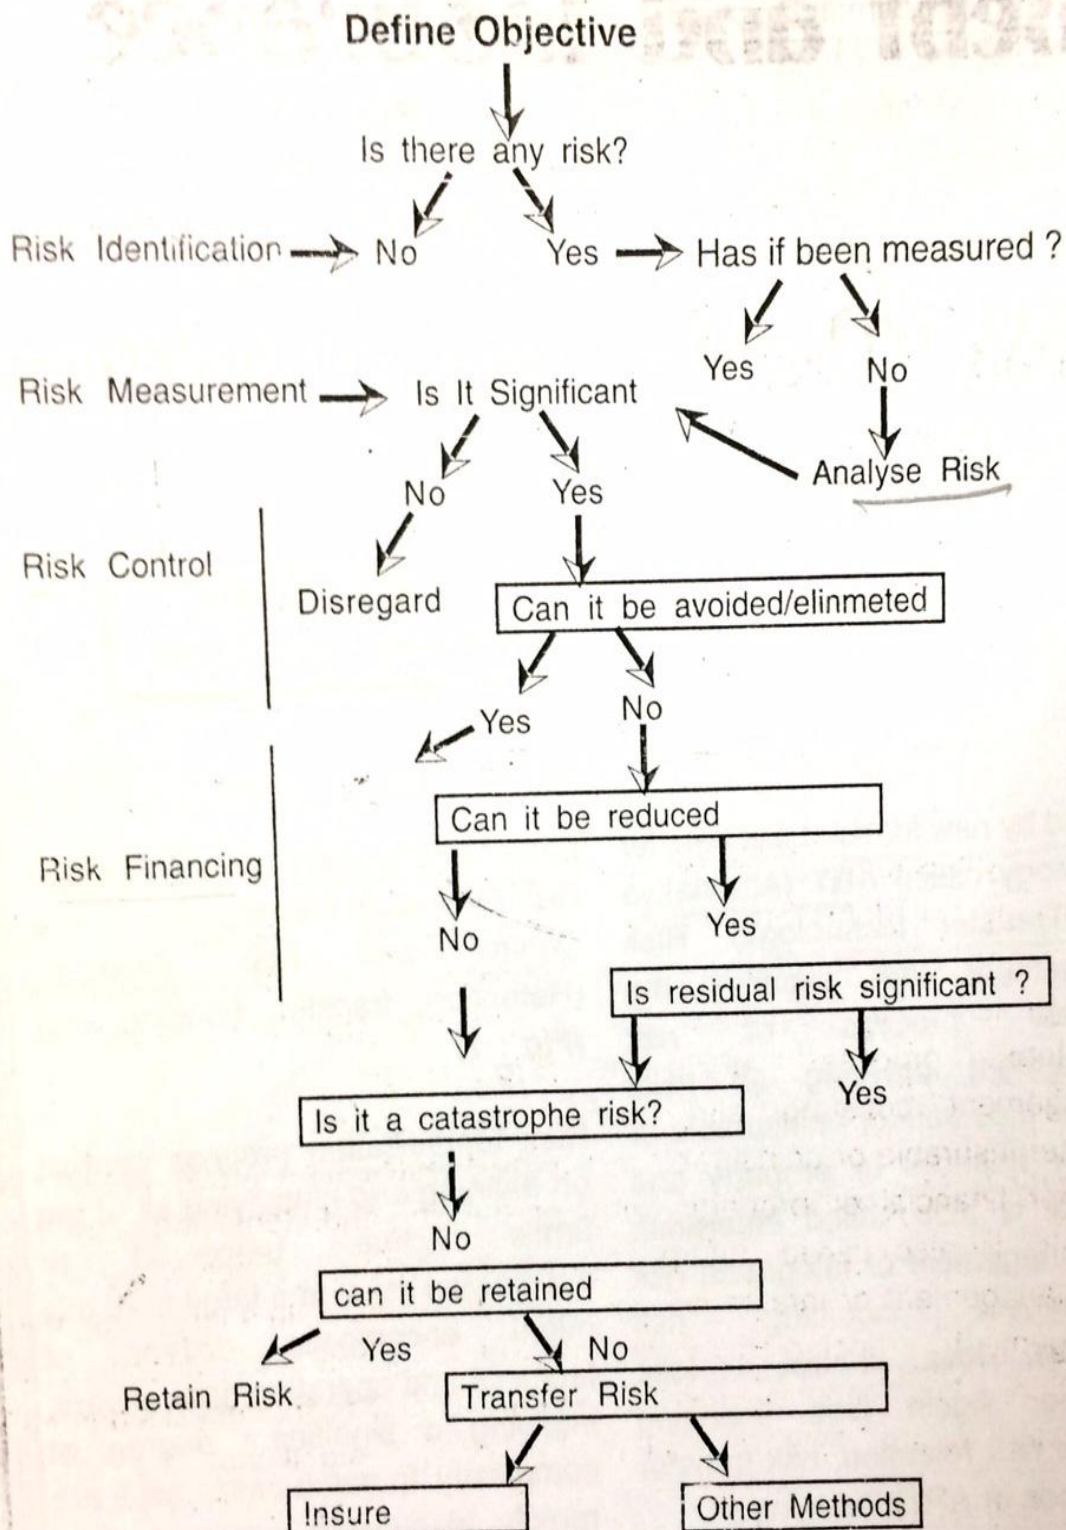 Define Objective
Is there any risk?
Risk Identification No Yes Has if been measured ?
Yes No
Risk Measurement Is It Significant
Analyse Risk
No Yes
Risk Control
Disregard Can it be avoided/elinmeted
Yes No
Can it be reduced
Risk Financing
No Yes
Is residual risk significant ?
Yes
Is it a catastrophe risk?
No
can it be retained
Yes No
Retain Risk Transfer Risk
Insure Other Methods